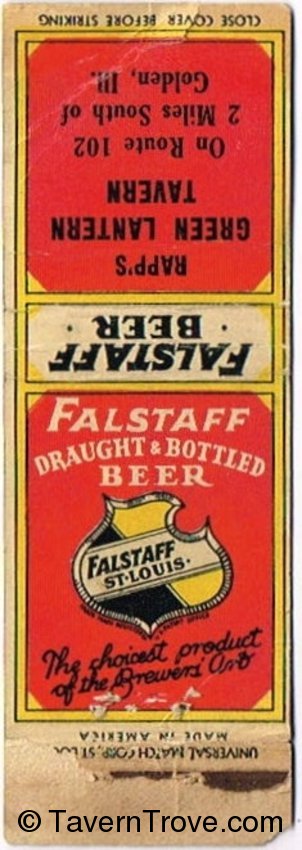 CLOSE COVER BEFORE STRIKING
RAPP'S
GREEN LANTERN
TAVERN
On Route 102
2 Miles South of
Golden, Ill.
FALSTAFF
· BEER ·
FALSTAFF
DRAUGHT & BOTTLED
BEER
FALSTAFF
ST. LOUIS.
The choicest product
of the Brewers' Art
MADE IN AMERICA
UNIVERSAL MATCH CORP., ST. LOUIS
© TavernTrove.com